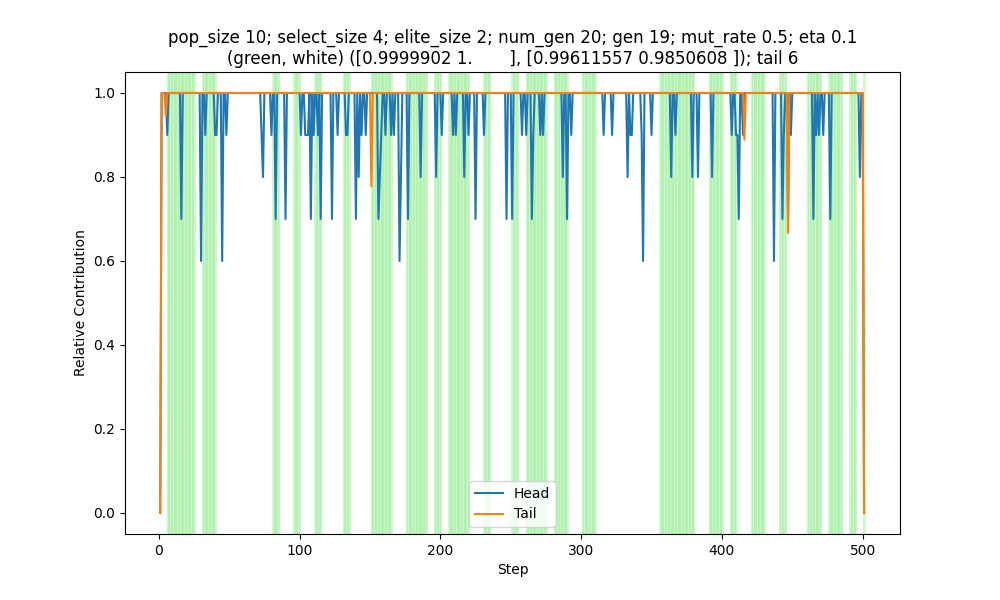 pop_size 10; select_size 4; elite_size 2; num_gen 20; gen 19; mut_rate 0.5; eta 0.1
(green, white) ([0.9999902 1.       ], [0.99611557 0.9850608 ]); tail 6
1.0
0.8
0.6
0.4
0.2
0.0
Relative Contribution
Head
Tail
0
100
200
300
400
500
Step